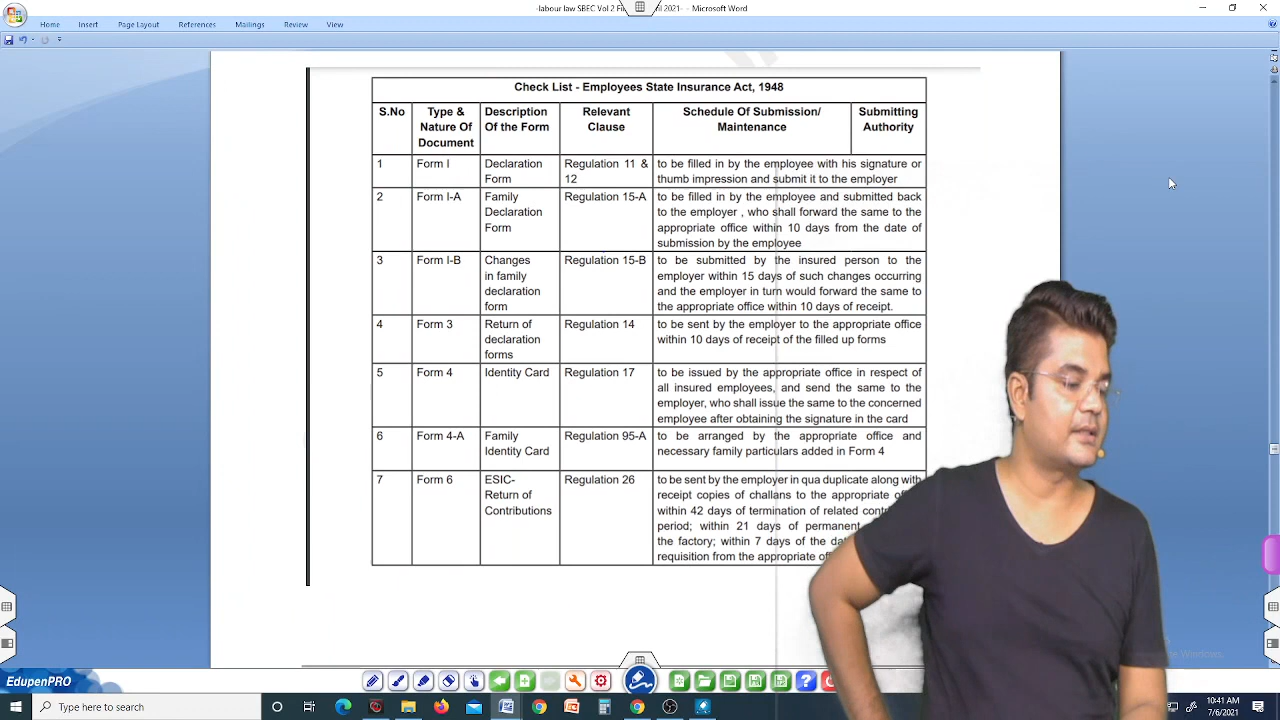 -labour law SBEC Vol 2 Fi
il 2021- - Microsoft Word
Home Insert Page Layout References Mailings Review View
Check List - Employees State Insurance Act, 1948
S.No Type & Nature Of Document Description Of the Form Relevant Clause Schedule Of Submission/ Maintenance Submitting Authority
1 Form I Declaration Form Regulation 11 & 12 to be filled in by the employee with his signature or
thumb impression and submit it to the employer
2 Form I-A Family Declaration Form Regulation 15-A to be filled in by the employee and submitted back
to the employer , who shall forward the same to the
appropriate office within 10 days from the date of
submission by the employee
3 Form I-B Changes in family declaration form Regulation 15-B to be submitted by the insured person to the
employer within 15 days of such changes occurring
and the employer in turn would forward the same to
the appropriate office within 10 days of receipt.
4 Form 3 Return of declaration forms Regulation 14 to be sent by the employer to the appropriate office
within 10 days of receipt of the filled up forms
5 Form 4 Identity Card Regulation 17 to be issued by the appropriate office in respect of
all insured employees, and send the same to the
employer, who shall issue the same to the concerned
employee after obtaining the signature in the card
6 Form 4-A Family Identity Card Regulation 95-A to be arranged by the appropriate office and
necessary family particulars added in Form 4
7 Form 6 ESIC- Return of Contributions Regulation 26 to be sent by the employer in qua duplicate along with
receipt copies of challans to the appropriate
within 42 days of termination of related
period; within 21 days of permanent
the factory; within 7 days of the
requisition from the appropriate
EdupenPRO
Type here to search
10:41 AM
7/6/2021